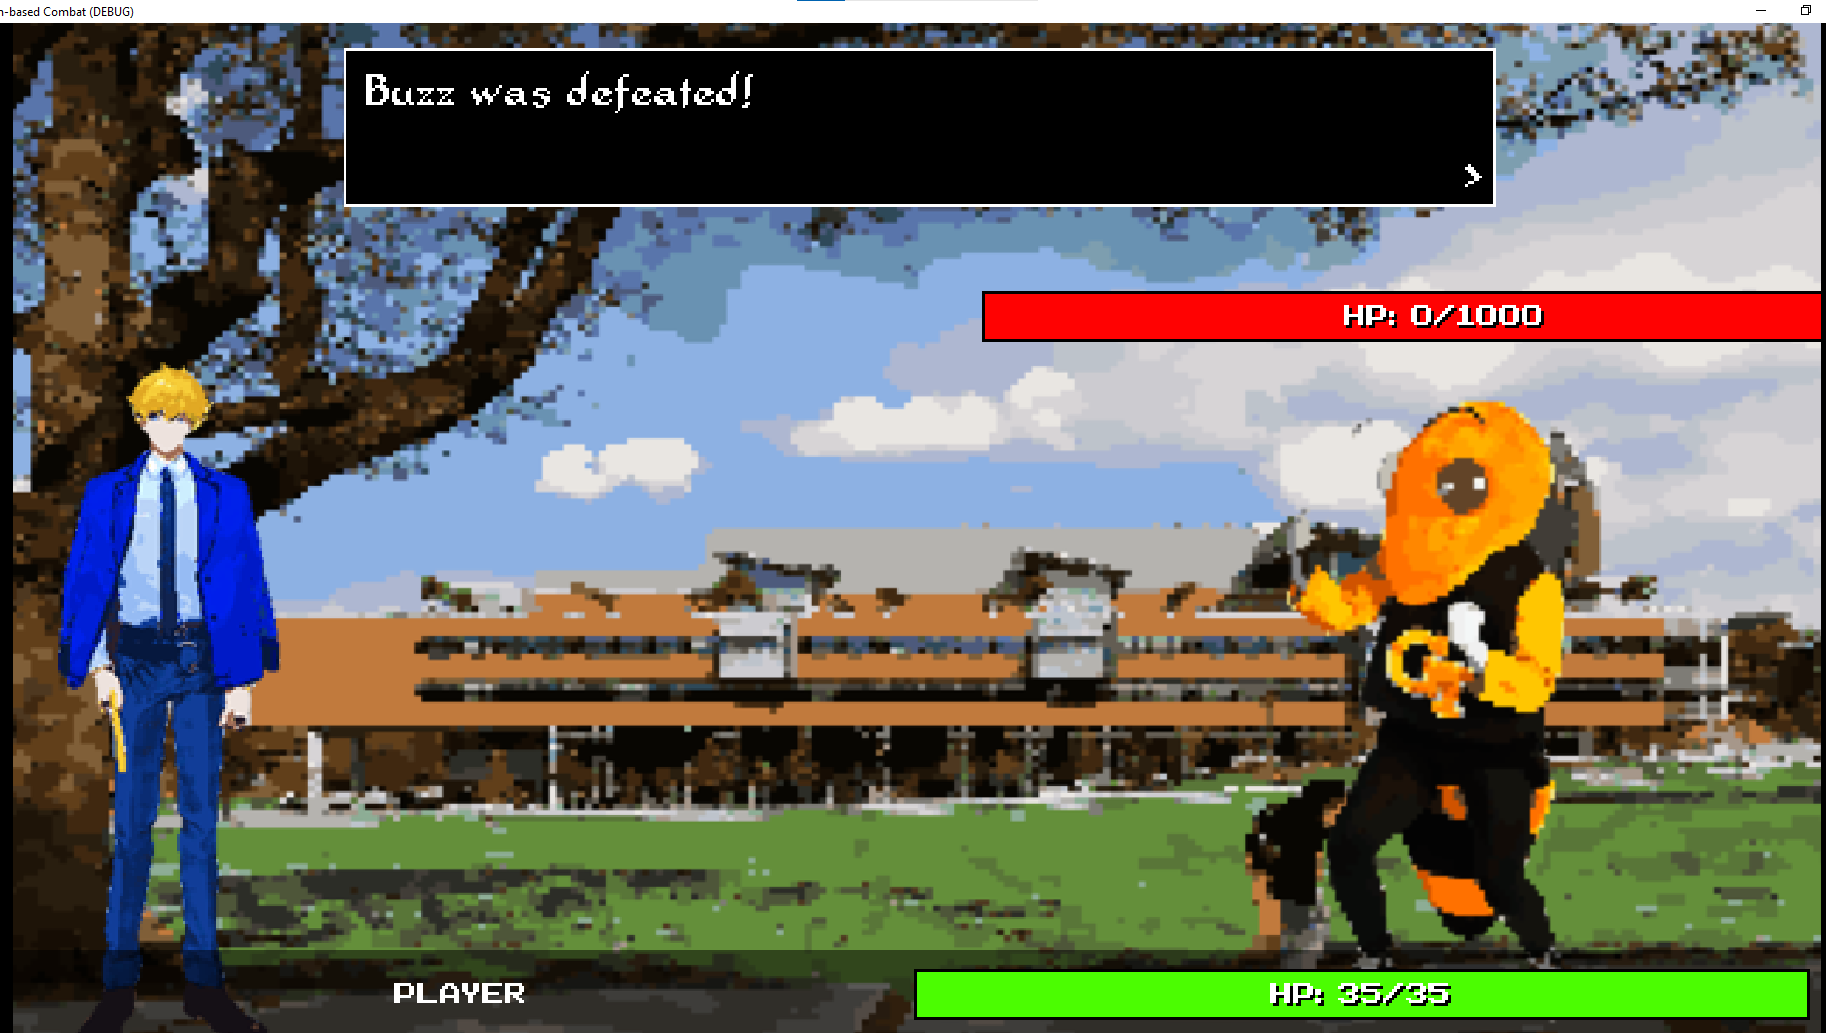 n-based Combat (DEBUG)
Buzz was defeated!
HP: 0/1000
PLAYER
HP: 35/35